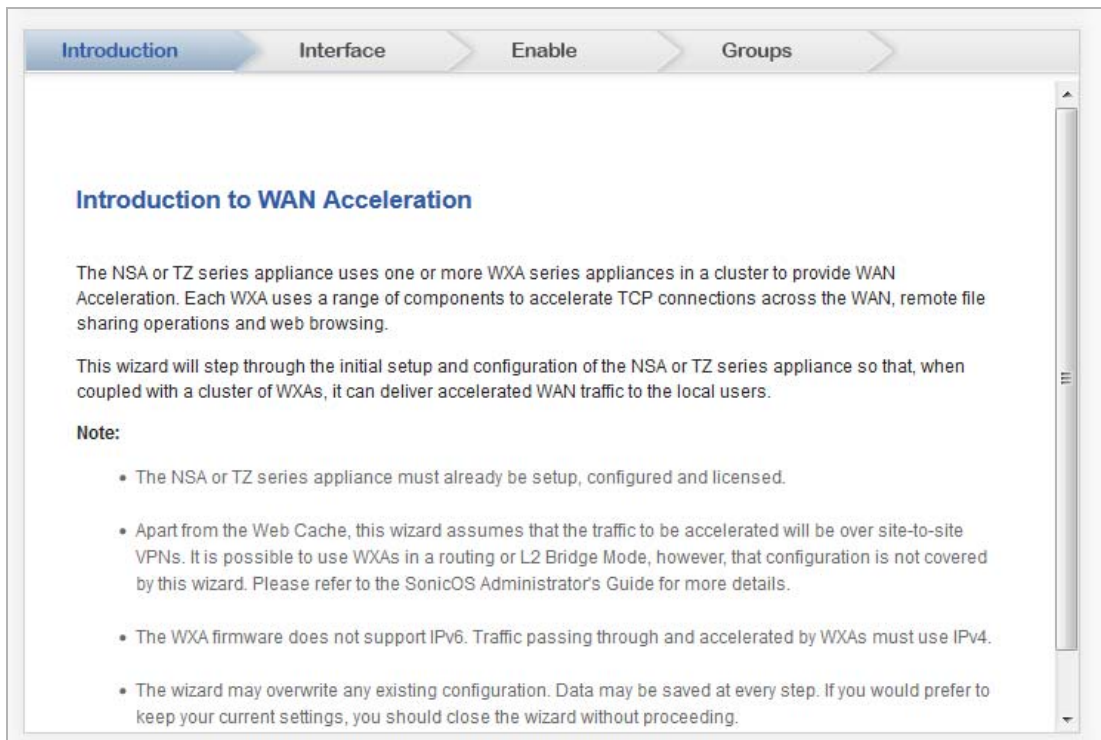 Introduction Interface Enable Groups
Introduction to WAN Acceleration
The NSA or TZ series appliance uses one or more WXA series appliances in a cluster to provide WAN
Acceleration. Each WXA uses a range of components to accelerate TCP connections across the WAN, remote file
sharing operations and web browsing.
This wizard will step through the initial setup and configuration of the NSA or TZ series appliance so that, when
coupled with a cluster of WXAs, it can deliver accelerated WAN traffic to the local users.
Note:
• The NSA or TZ series appliance must already be setup, configured and licensed.
• Apart from the Web Cache, this wizard assumes that the traffic to be accelerated will be over site-to-site
VPNs. It is possible to use WXAs in a routing or L2 Bridge Mode, however, that configuration is not covered
by this wizard. Please refer to the SonicOS Administrator's Guide for more details.
• The WXA firmware does not support IPv6. Traffic passing through and accelerated by WXAs must use IPv4.
• The wizard may overwrite any existing configuration. Data may be saved at every step. If you would prefer to
keep your current settings, you should close the wizard without proceeding.